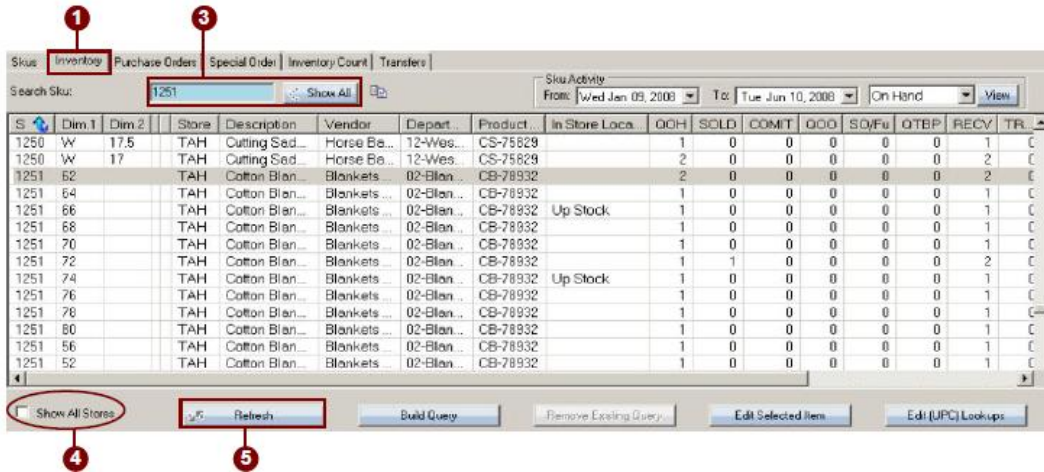 1 3
Skus Inventory Purchase Orders Special Order Inventory Count Transfers
Search Sku: 1251 Show All
Sku Activity
From: Wed Jan 09, 2008 To: Tue Jun 10, 2008 On Hand View
S Dim 1 Dim 2 Store Description Vendor Depart... Product... In Store Loca... QOH SOLD COMIT QOO SO/Fu QTBP RECV TR...
1250 W 17.5 TAH Cutting Sad... Horse Ba... 12-Wes... CS-75829 1 0 0 0 0 0 1
1250 W 17 TAH Cutting Sad... Horse Ba... 12-Wes... CS-75829 2 0 0 0 0 0 2
1251 62 TAH Cotton Blan... Blankets ... 02-Blan... CB-78932 2 0 0 0 0 0 2
1251 64 TAH Cotton Blan... Blankets ... 02-Blan... CB-78932 1 0 0 0 0 0 1
1251 66 TAH Cotton Blan... Blankets ... 02-Blan... CB-78932 Up Stock 1 0 0 0 0 0 1
1251 68 TAH Cotton Blan... Blankets ... 02-Blan... CB-78932 1 0 0 0 0 0 1
1251 70 TAH Cotton Blan... Blankets ... 02-Blan... CB-78932 1 0 0 0 0 0 1
1251 72 TAH Cotton Blan... Blankets ... 02-Blan... CB-78932 1 1 0 0 0 0 2
1251 74 TAH Cotton Blan... Blankets ... 02-Blan... CB-78932 Up Stock 1 0 0 0 0 0 1
1251 76 TAH Cotton Blan... Blankets ... 02-Blan... CB-78932 1 0 0 0 0 0 1
1251 78 TAH Cotton Blan... Blankets ... 02-Blan... CB-78932 1 0 0 0 0 0 1
1251 80 TAH Cotton Blan... Blankets ... 02-Blan... CB-78932 1 0 0 0 0 0 1
1251 56 TAH Cotton Blan... Blankets ... 02-Blan... CB-78932 1 0 0 0 0 0 1
1251 52 TAH Cotton Blan... Blankets ... 02-Blan... CB-78932 1 0 0 0 0 0 1
Show All Stores Refresh Build Query Remove Existing Query Edit Selected Item Edit (UPC) Lookups
4 5